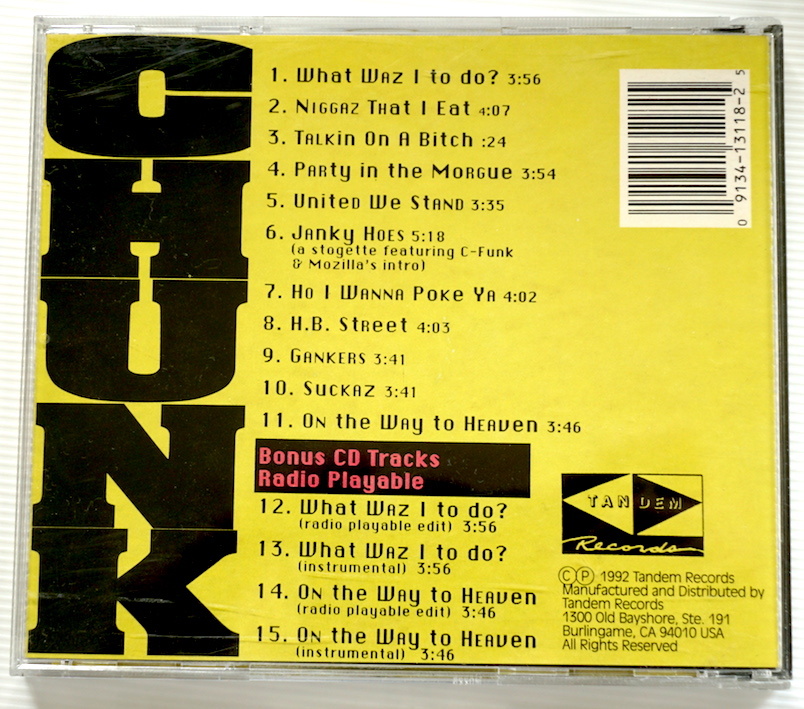 CHUNK
1. What Waz I to do? 3:56
2. Niggaz That I Eat 4:07
3. Talkin On A Bitch :24
4. Party in the Morgue 3:54
5. United We Stand 3:35
6. Janky Hoes 5:18
(a stogette featuring C-Funk
& Mozilla's intro)
7. Ho I Wanna Poke Ya 4:02
8. H.B. Street 4:03
9. Gankers 3:41
10. Suckaz 3:41
11. On the Way to Heaven 3:46
Bonus CD Tracks
Radio Playable
12. What Waz I to do?
(radio playable edit) 3:56
13. What Waz I to do?
(instrumental) 3:56
14. On the Way to Heaven
(radio playable edit) 3:46
15. On the Way to Heaven
(instrumental) 3:46
0 9134-13118-2 5
TANDEM
Records
©℗ 1992 Tandem Records
Manufactured and Distributed by
Tandem Records
1300 Old Bayshore, Ste. 191
Burlingame, CA 94010 USA
All Rights Reserved